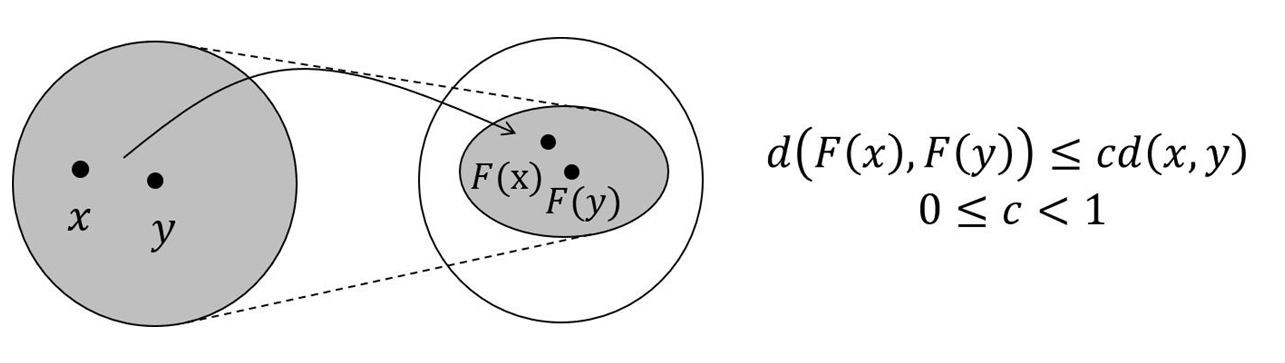 x
y
F(x)
F(y)
d(F(x), F(y)) ≤ cd(x, y)
0 ≤ c < 1